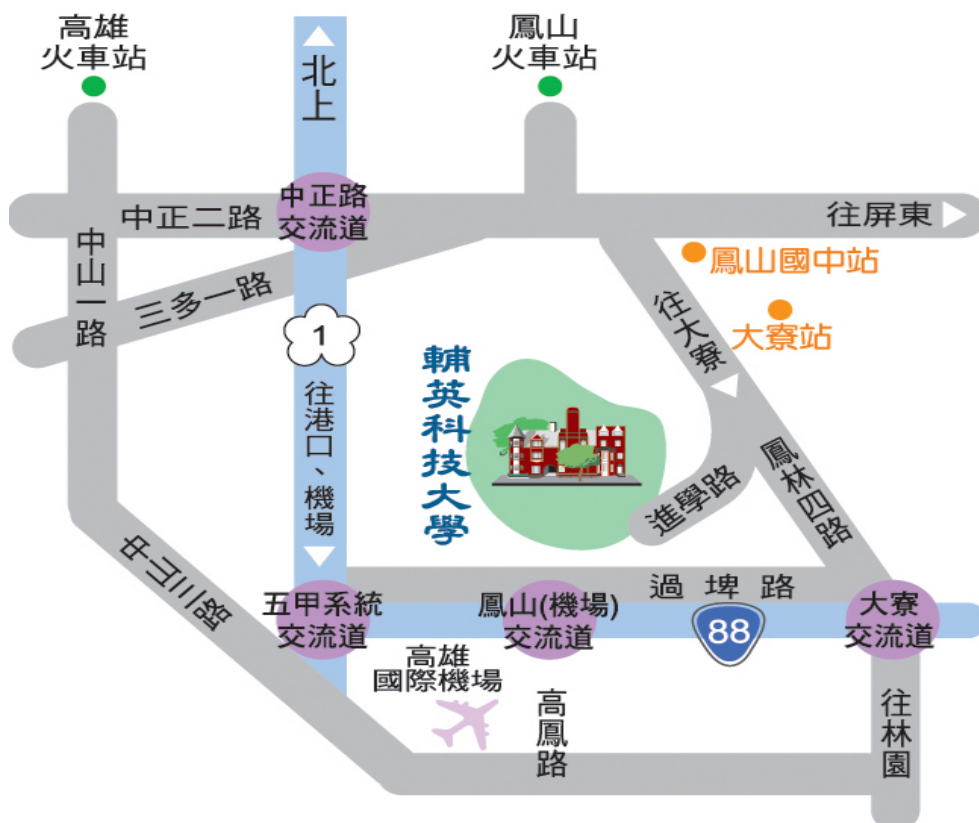 高雄
火車站
鳳山
火車站
北上
中正路
交流道
中正二路
往屏東
鳳山國中站
中山一路
三多一路
往大寮
大寮站
1
輔英科技大學
往港口、機場
鳳林四路
進學路
中山三路
過埤路
五甲系統
交流道
鳳山(機場)
交流道
88
大寮
交流道
高雄
國際機場
高鳳路
往林園